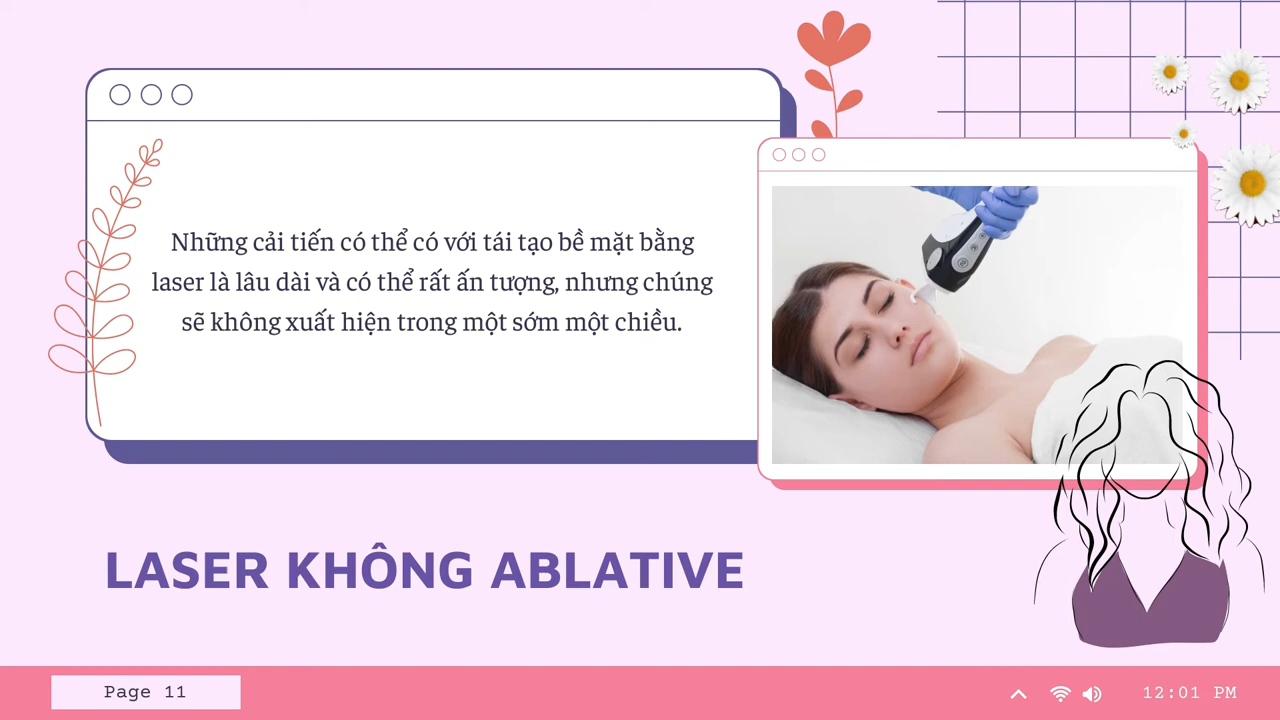 Những cải tiến có thể có với tái tạo bề mặt bằng
laser là lâu dài và có thể rất ấn tượng, nhưng chúng
sẽ không xuất hiện trong một sớm một chiều.
LASER KHÔNG ABLATIVE
Page 11
12:01 PM